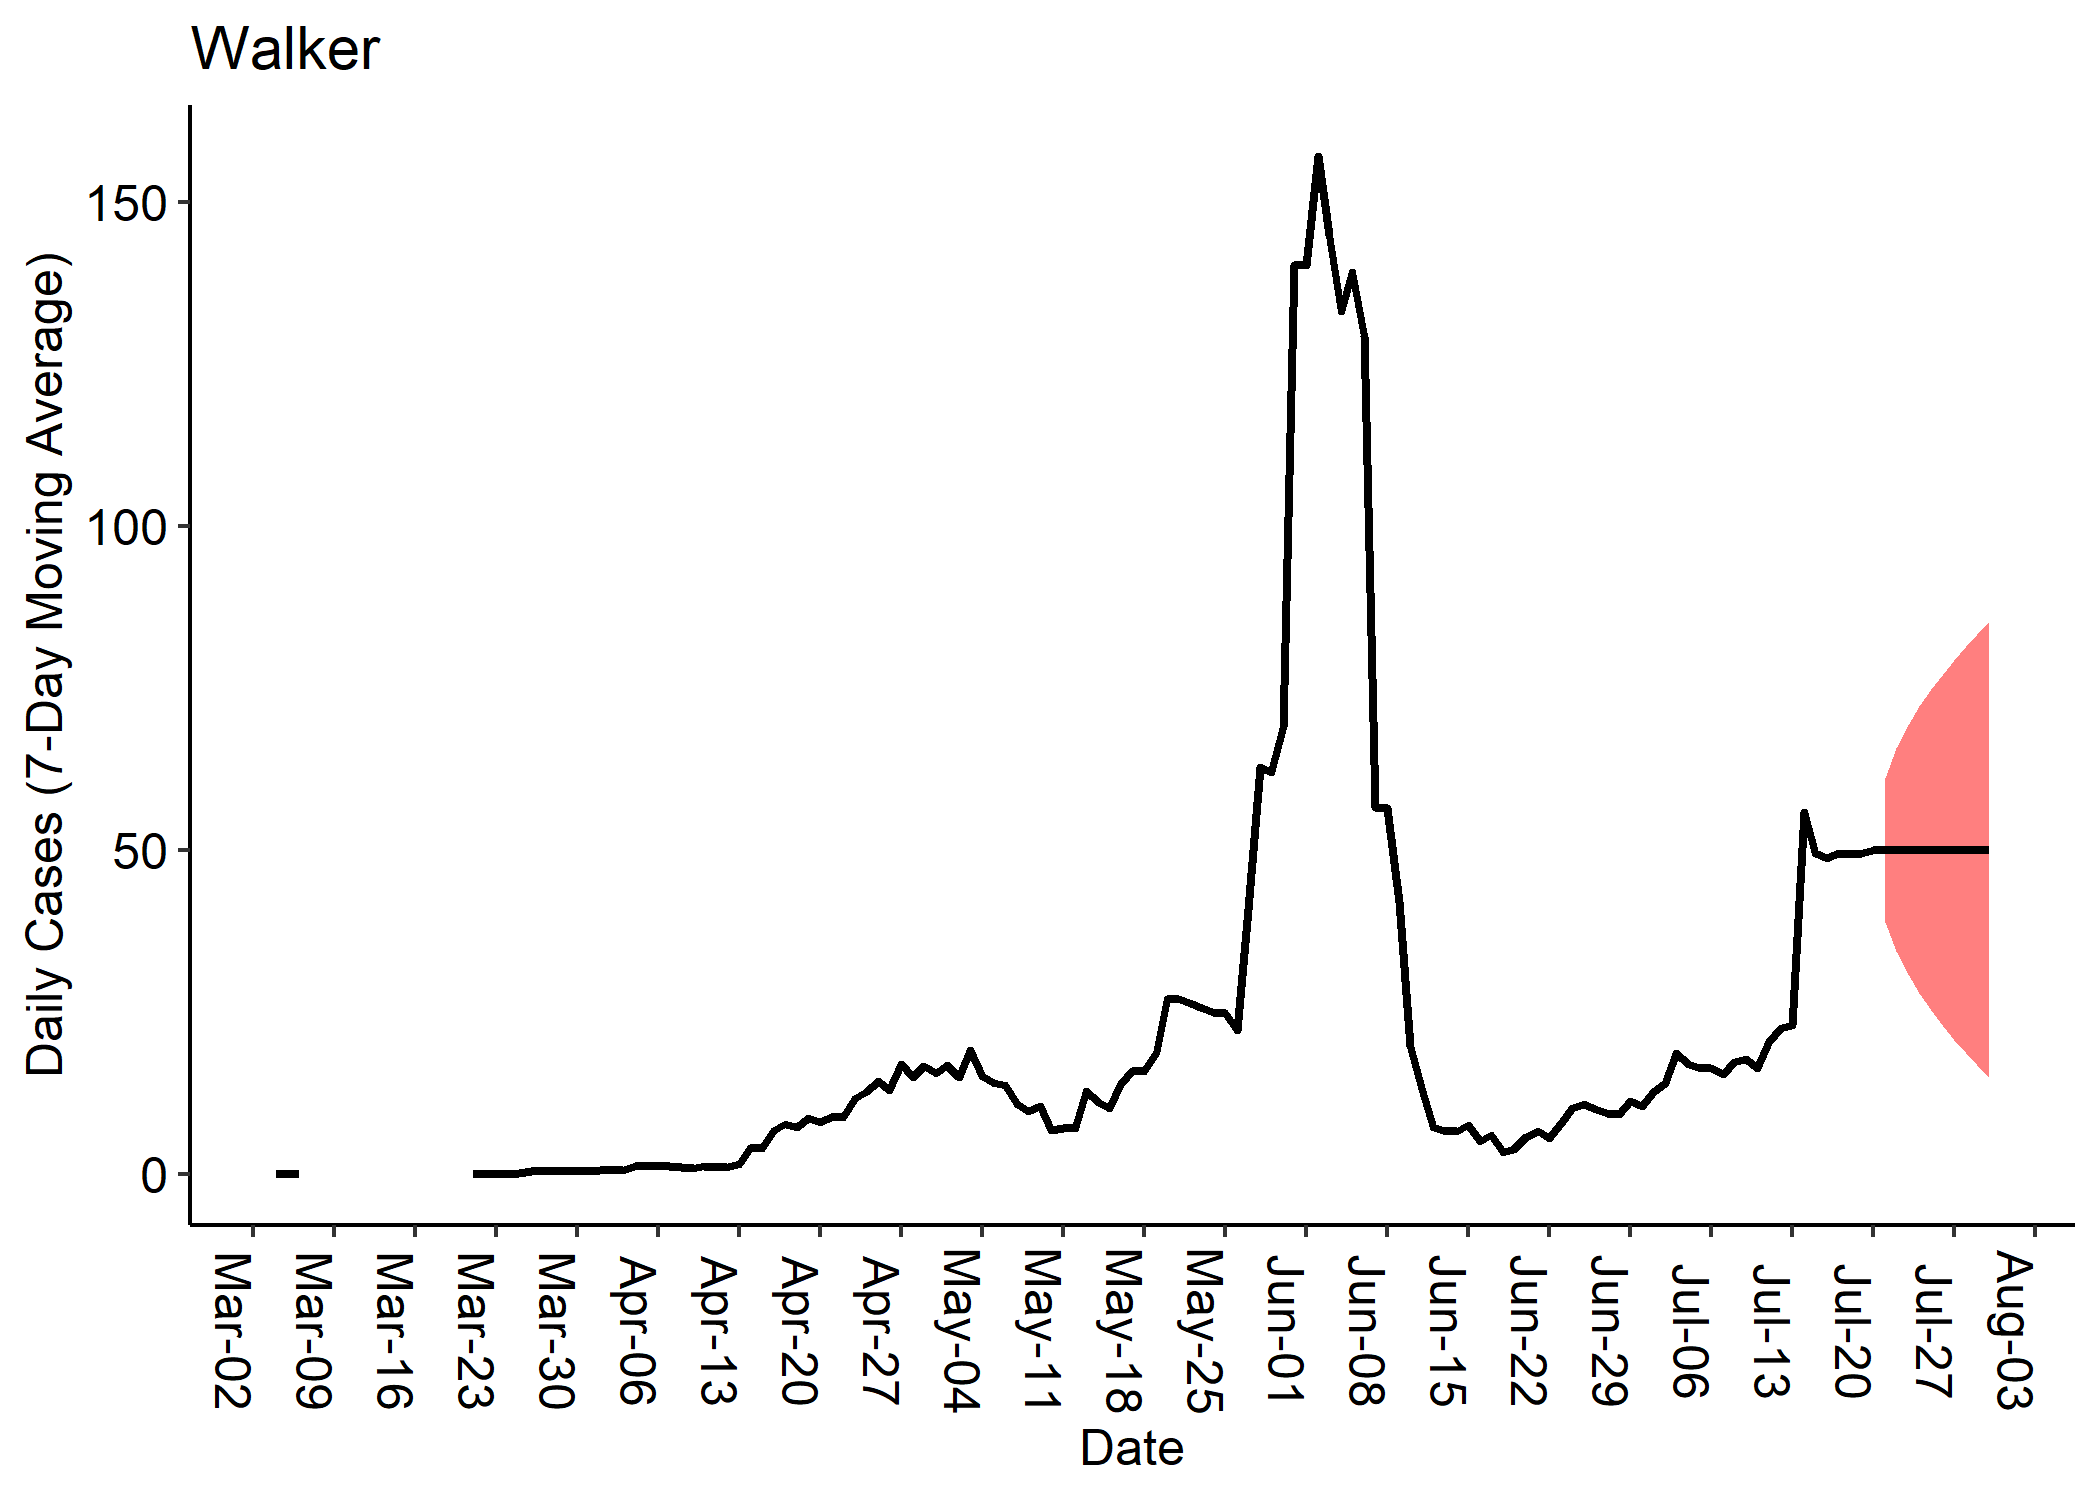 Walker
Daily Cases (7-Day Moving Average)
150
100
50
0
Mar-02
Mar-09
Mar-16
Mar-23
Mar-30
Apr-06
Apr-13
Apr-20
Apr-27
May-04
May-11
May-18
May-25
Jun-01
Jun-08
Jun-15
Jun-22
Jun-29
Jul-06
Jul-13
Jul-20
Jul-27
Aug-03
Date